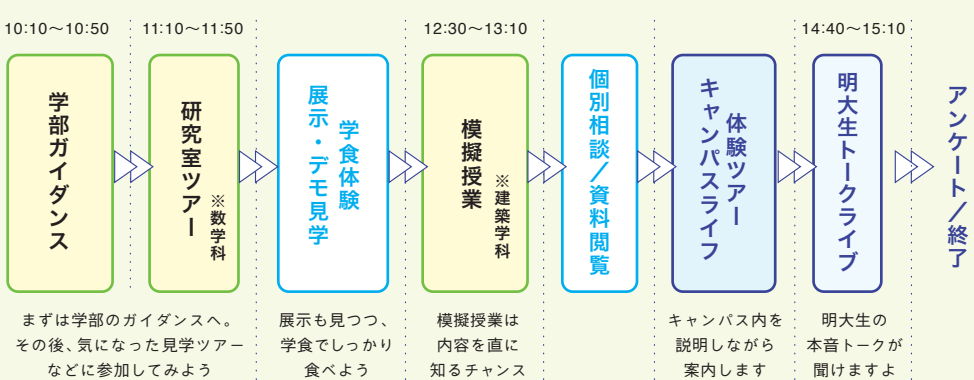 10:10～10:50
11:10～11:50
12:30～13:10
14:40～15:10
学部ガイダンス
研究室ツアー
※数学科
学食体験
展示・デモ見学
模擬授業
※建築学科
個別相談／資料閲覧
キャンパスライフ
体験ツアー
明大生トークライブ
アンケート／終了
まずは学部のガイダンスへ。
その後、気になった見学ツアー
などに参加してみよう
展示も見つつ、
学食でしっかり
食べよう
模擬授業は
内容を直に
知るチャンス
キャンパス内を
説明しながら
案内します
明大生の
本音トークが
聞けますよ